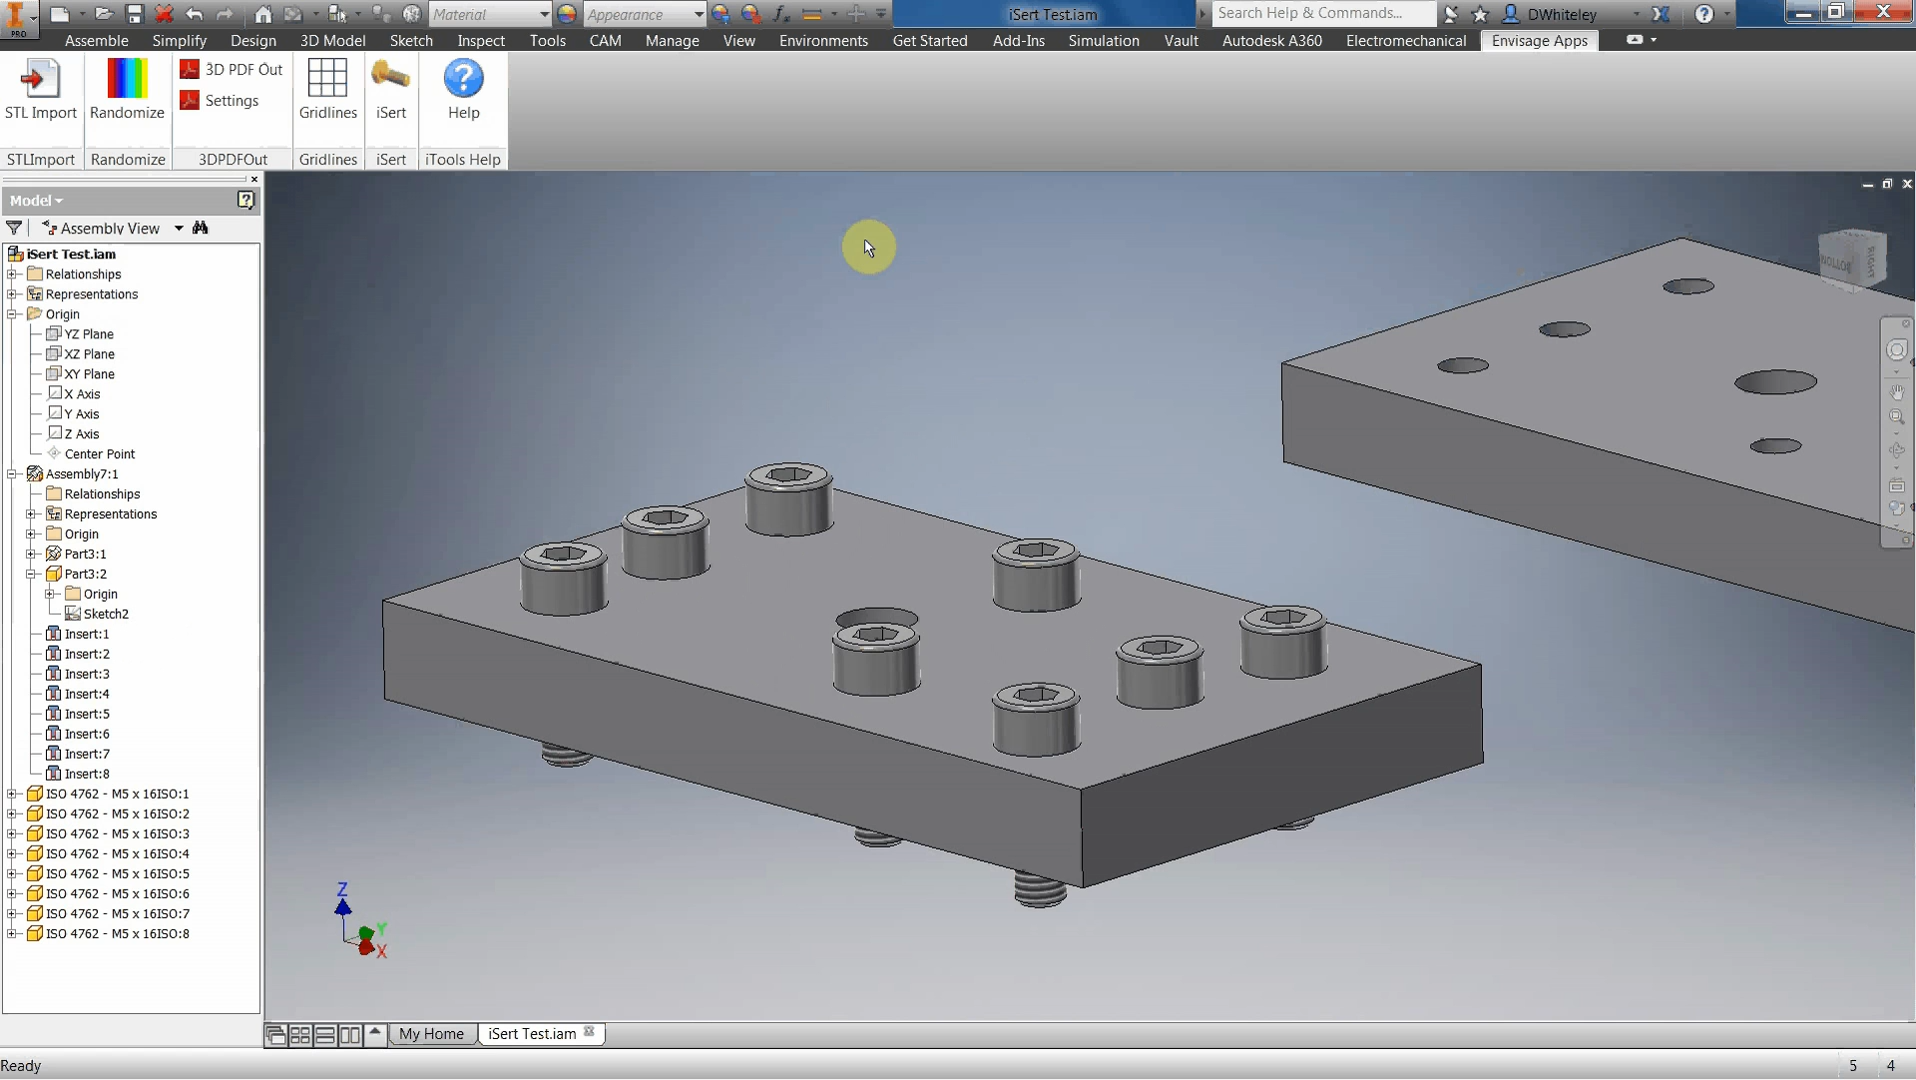 PRO
Material
Appearance
iSert Test.iam
Search Help & Commands...
DWhiteley
Assemble Simplify Design 3D Model Sketch Inspect Tools CAM Manage View Environments Get Started Add-Ins Simulation Vault Autodesk A360 Electromechanical Envisage Apps
STL Import
Randomize
3D PDF Out
Settings
Gridlines
iSert
Help
STLImport Randomize 3DPDFOut Gridlines iSert iTools Help
Model
Assembly View
iSert Test.iam
Relationships
Representations
Origin
YZ Plane
XZ Plane
XY Plane
X Axis
Y Axis
Z Axis
Center Point
Assembly7:1
Relationships
Representations
Origin
Part3:1
Part3:2
Origin
Sketch2
Insert:1
Insert:2
Insert:3
Insert:4
Insert:5
Insert:6
Insert:7
Insert:8
ISO 4762 - M5 x 16ISO:1
ISO 4762 - M5 x 16ISO:2
ISO 4762 - M5 x 16ISO:3
ISO 4762 - M5 x 16ISO:4
ISO 4762 - M5 x 16ISO:5
ISO 4762 - M5 x 16ISO:6
ISO 4762 - M5 x 16ISO:7
ISO 4762 - M5 x 16ISO:8
BOTTOM
RIGHT
Z
Y
X
My Home
iSert Test.iam
Ready
5 4